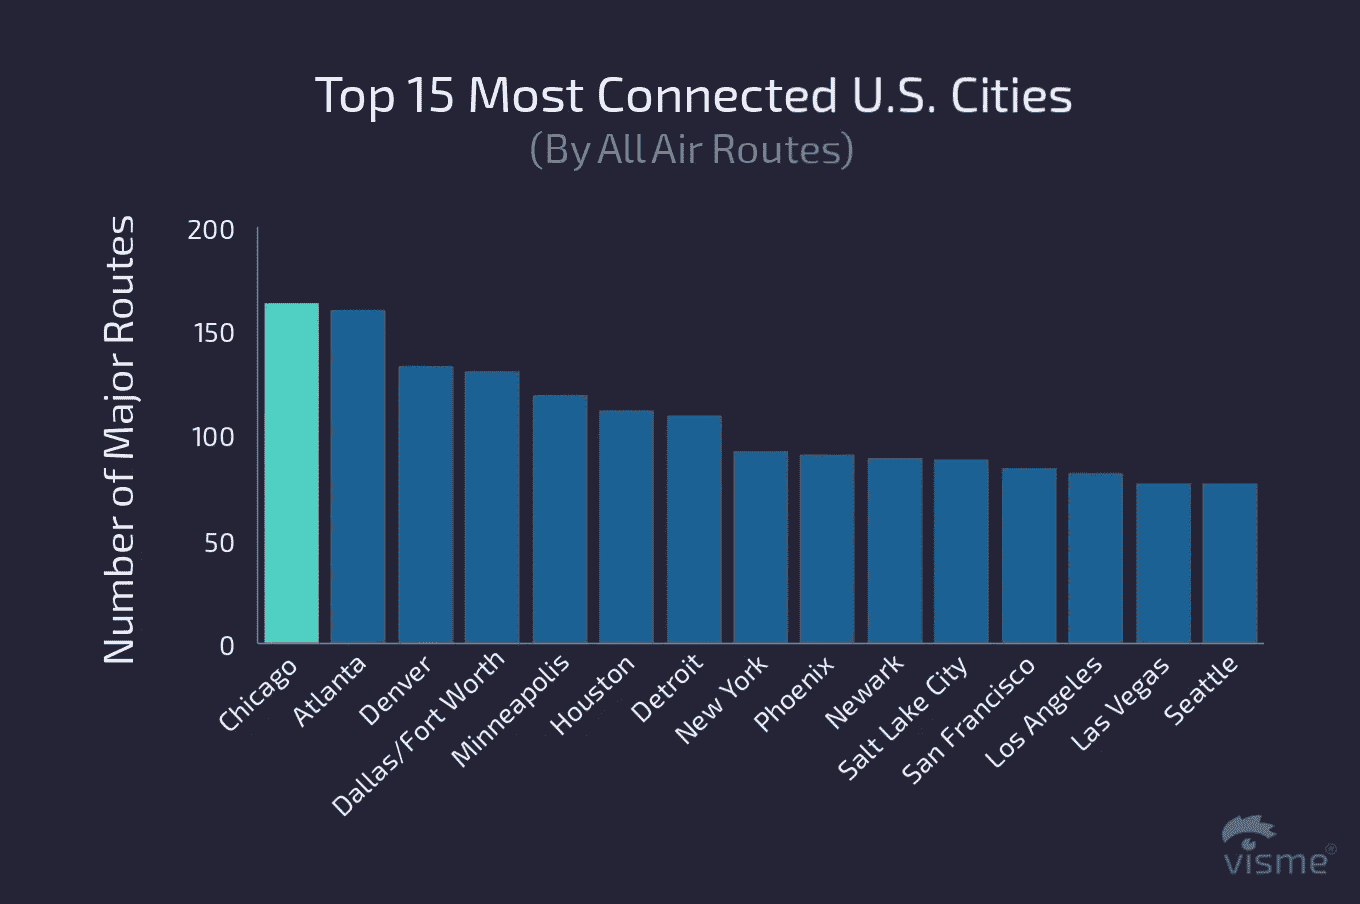 Top 15 Most Connected U.S. Cities
(By All Air Routes)
Number of Major Routes
200
150
100
50
0
Chicago
Atlanta
Denver
Dallas/Fort Worth
Minneapolis
Houston
Detroit
New York
Phoenix
Newark
Salt Lake City
San Francisco
Los Angeles
Las Vegas
Seattle
visme®